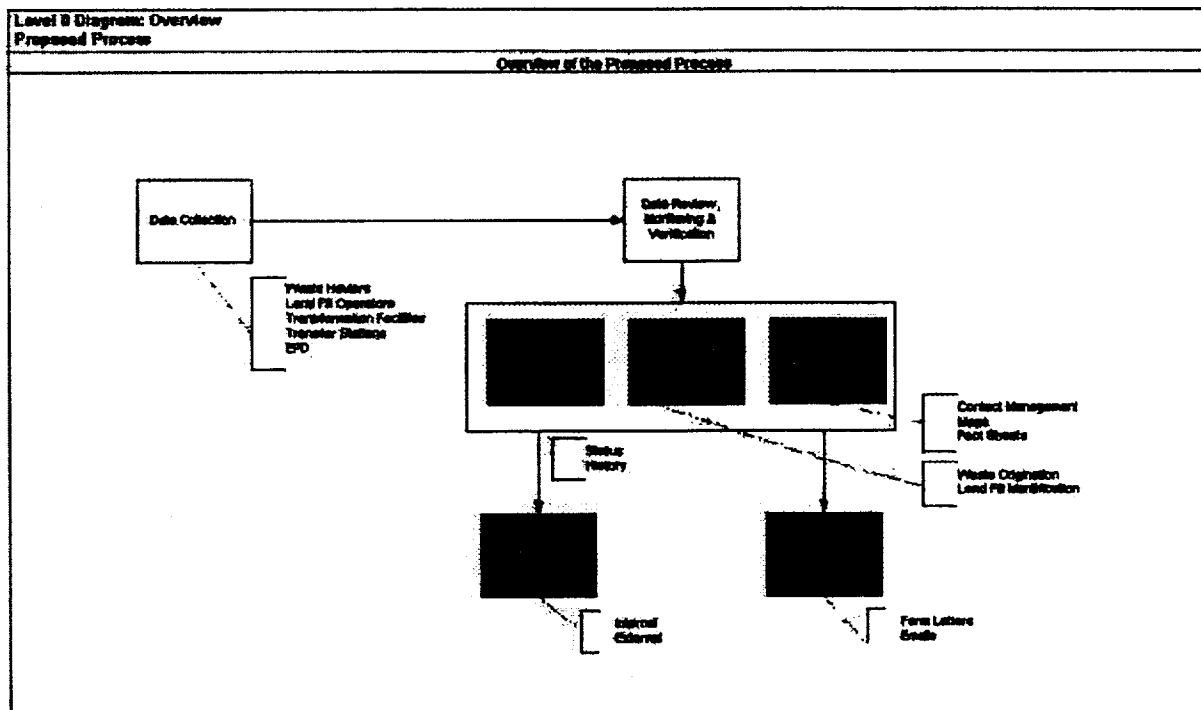 Level 0 Diagram: Overview
Proposed Process
Overview of the Proposed Process
Data Collection
Data Review,
Monitoring &
Verification
Waste Haulers
Land Fill Operators
Transformation Facilities
Transfer Stations
EPD
Contact Management
Maps
Fact Sheets
Status
History
Waste Origination
Land Fill Identification
Internal
External
Form Letters
Emails